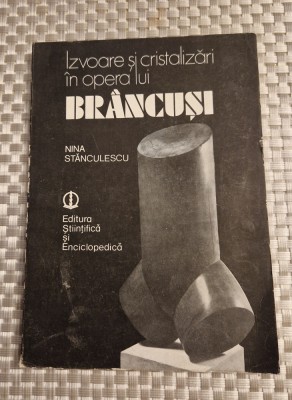 Izvoare și cristalizări
în opera lui
BRÂNCUȘI
NINA
STĂNCULESCU
Editura
Științifică
și
Enciclopedică